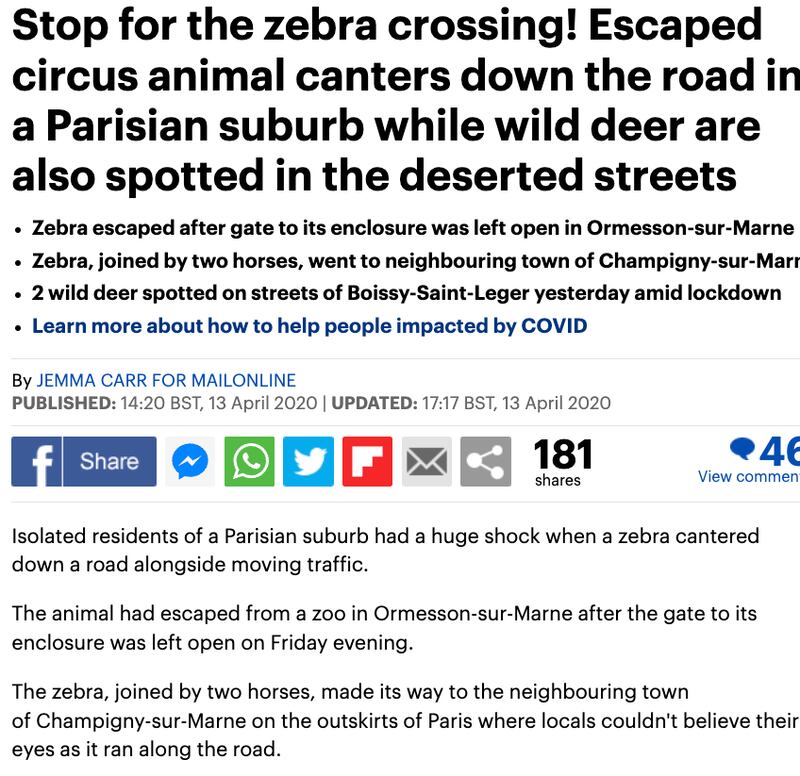 Stop for the zebra crossing! Escaped
circus animal canters down the road in
a Parisian suburb while wild deer are
also spotted in the deserted streets
• Zebra escaped after gate to its enclosure was left open in Ormesson-sur-Marne
• Zebra, joined by two horses, went to neighbouring town of
• 2 wild deer spotted on streets of Boissy-Saint-Leger yesterday amid lockdown
• Learn more about how to help people impacted by COVID
By JEMMA CARR FOR MAILONLINE
PUBLISHED: 14:20 BST, 13 April 2020 | UPDATED: 17:17 BST, 13 April 2020
f Share
181
shares
46
View
Isolated residents of a Parisian suburb had a huge shock when a zebra cantered
down a road alongside moving traffic.
The animal had escaped from a zoo in Ormesson-sur-Marne after the gate to its
enclosure was left open on Friday evening.
The zebra, joined by two horses, made its way to the neighbouring town
of Champigny-sur-Marne on the outskirts of Paris where locals couldn't believe their
eyes as it ran along the road.